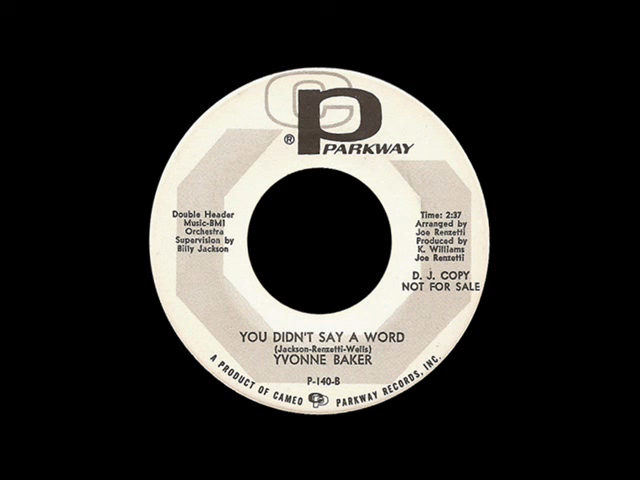 CP
® PARKWAY
Double Header
Music-BMI
Orchestra
Supervision by
Billy Jackson
Time: 2:37
Arranged by
Joe Renzetti
Produced by
K. Williams
Joe Renzetti
D. J. COPY
NOT FOR SALE
YOU DIDN'T SAY A WORD
(Jackson-Renzetti-Wells)
YVONNE BAKER
P-140-B
A PRODUCT OF CAMEO CP PARKWAY RECORDS, INC.